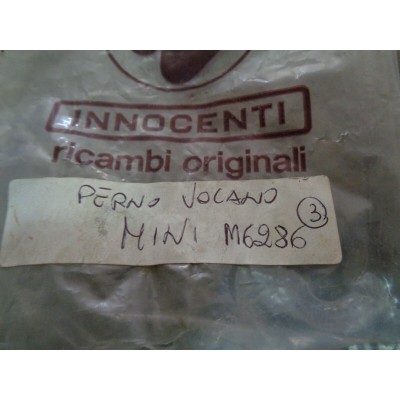 INNOCENTI
ricambi originali
PERNO VOLANO
③
MINI M6286